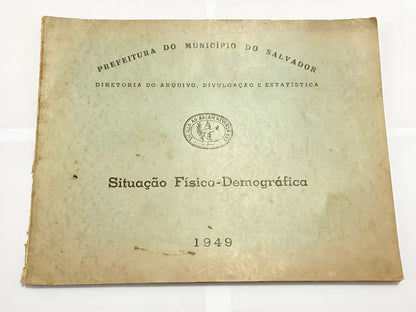 PREFEITURA DO MUNICÍPIO DO SALVADOR
DIRETORIA DO ARQUIVO, DIVULGAÇÃO E ESTATÍSTICA
Situação Físico-Demográfica
1949